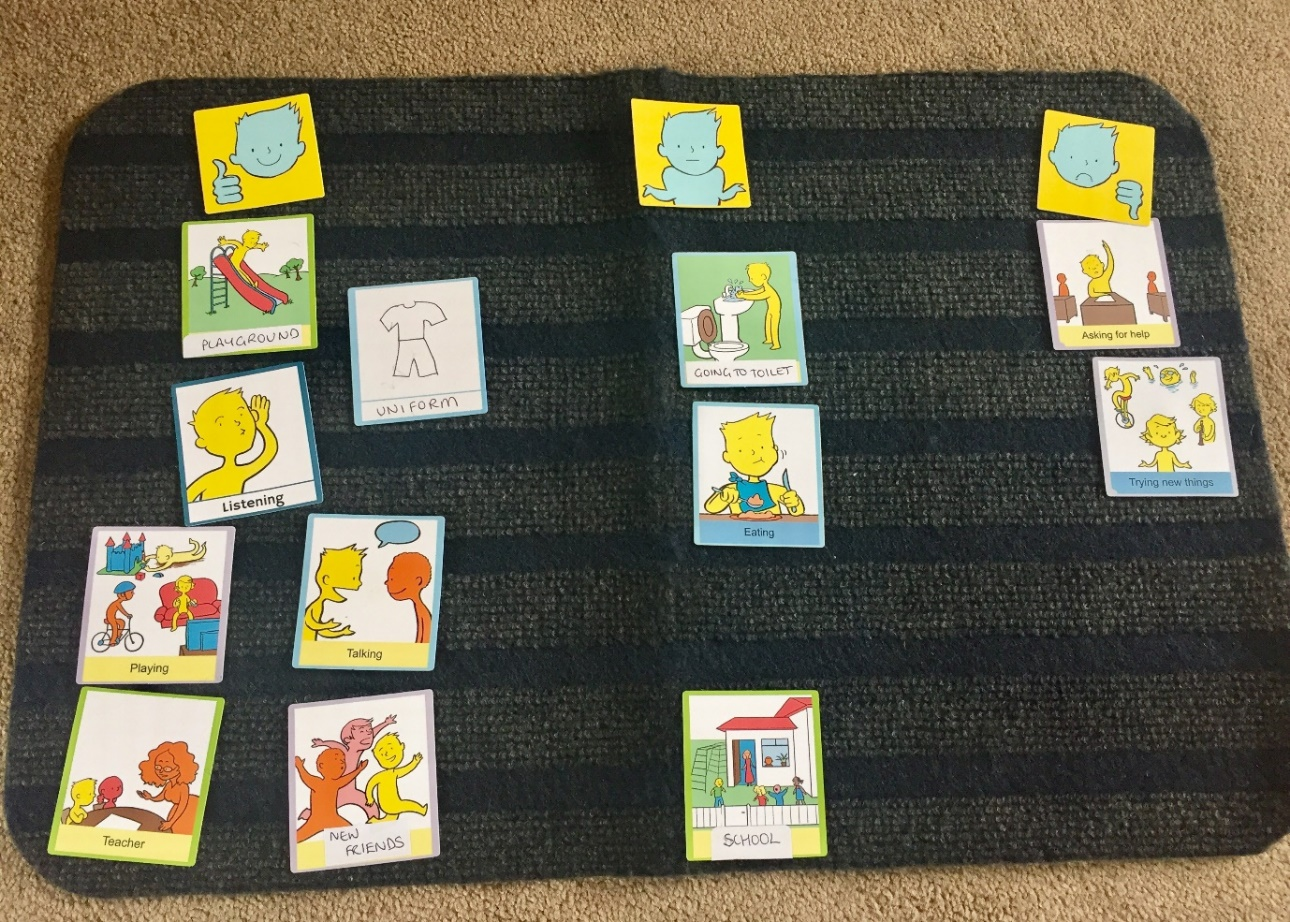 PLAYGROUND
UNIFORM
Listening
Playing
Talking
Teacher
NEW
FRIENDS
GOING TO TOILET
Eating
SCHOOL
Asking for help
Trying new things